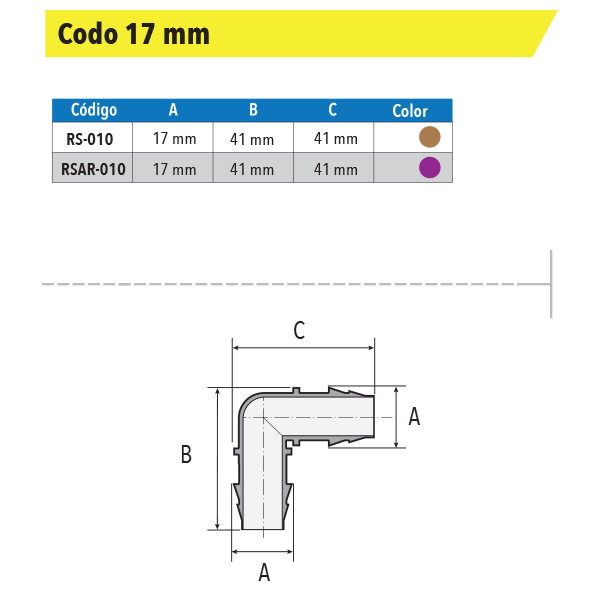 Codo 17 mm
Código A B C Color
RS-010 17 mm 41 mm 41 mm
RSAR-010 17 mm 41 mm 41 mm
C
A
B
A